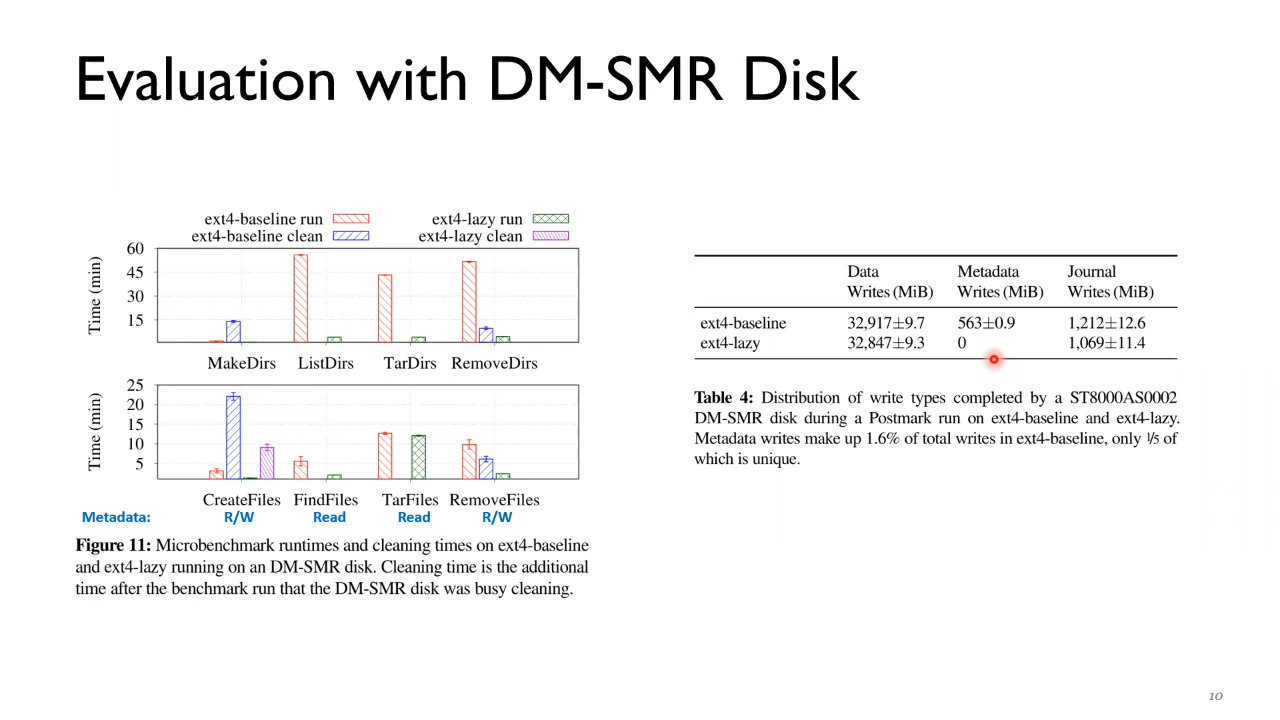 Evaluation with DM-SMR Disk
ext4-baseline run
ext4-lazy run
ext4-baseline clean
ext4-lazy clean
Time (min)
60
45
30
15
MakeDirs ListDirs TarDirs RemoveDirs
Time (min)
25
20
15
10
5
CreateFiles FindFiles TarFiles RemoveFiles
Metadata: R/W Read Read R/W
Figure 11: Microbenchmark runtimes and cleaning times on ext4-baseline
and ext4-lazy running on an DM-SMR disk. Cleaning time is the additional
time after the benchmark run that the DM-SMR disk was busy cleaning.
Data Metadata Journal
Writes (MiB) Writes (MiB) Writes (MiB)
ext4-baseline 32,917±9.7 563±0.9 1,212±12.6
ext4-lazy 32,847±9.3 0 1,069±11.4
Table 4: Distribution of write types completed by a ST8000AS0002
DM-SMR disk during a Postmark run on ext4-baseline and ext4-lazy.
Metadata writes make up 1.6% of total writes in ext4-baseline, only 1/5 of
which is unique.
10